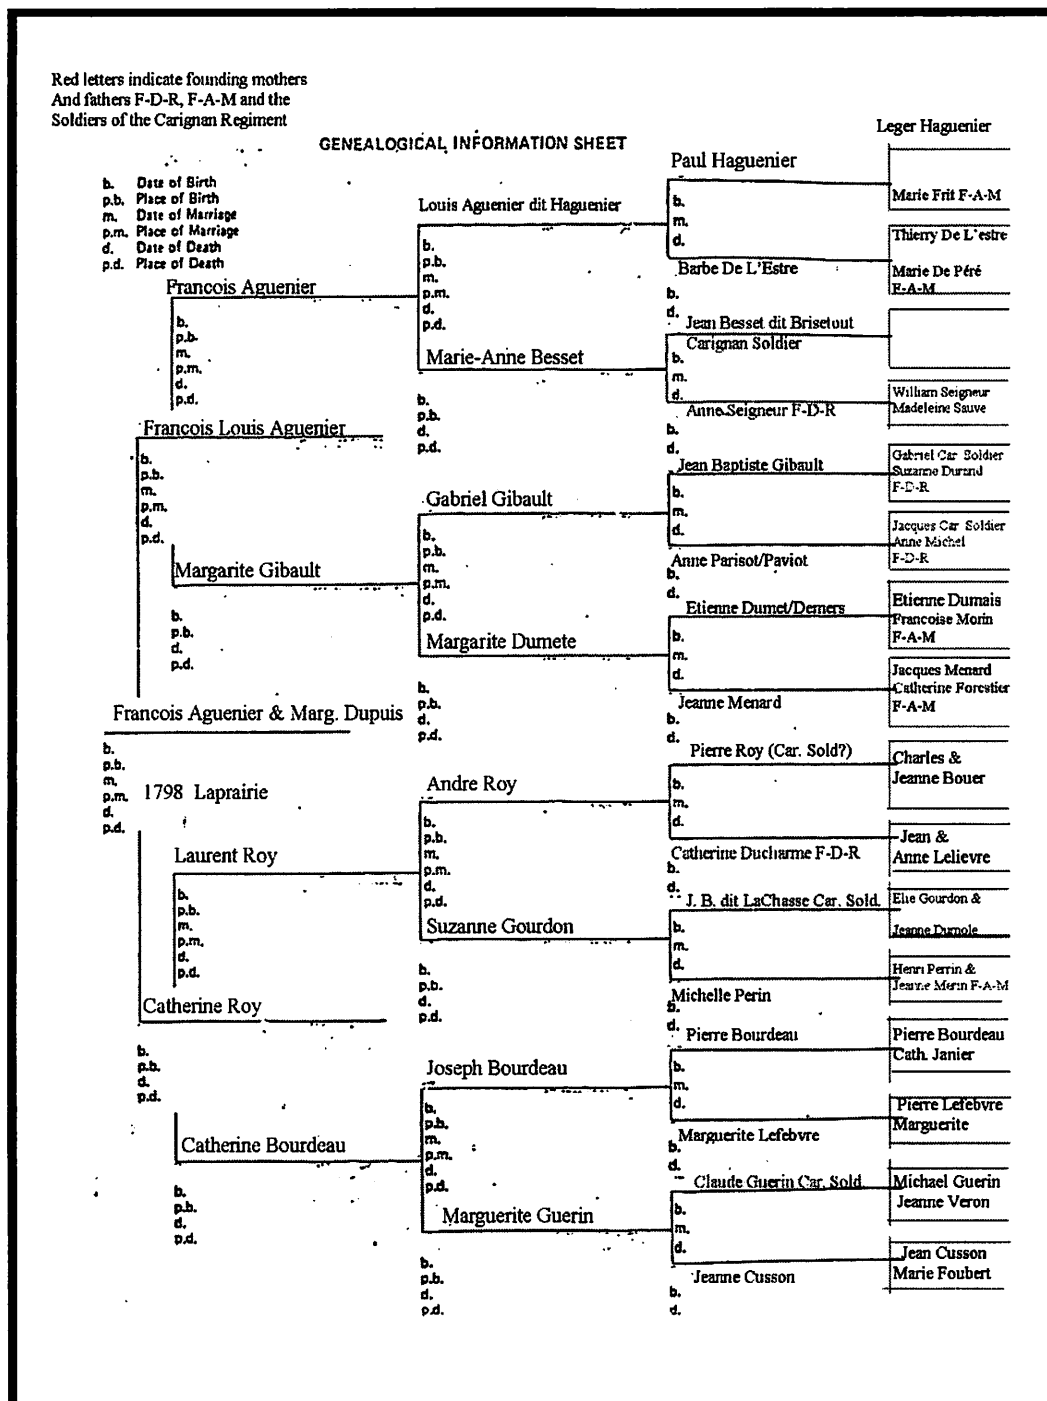 Red letters indicate founding mothers
And fathers F-D-R, F-A-M and the
Soldiers of the Carignan Regiment
GENEALOGICAL INFORMATION SHEET
b. Date of Birth
p.b. Place of Birth
m. Date of Marriage
p.m. Place of Marriage
d. Date of Death
p.d. Place of Death
Francois Aguenier
b.
p.b.
m.
p.m.
d.
p.d.
Francois Louis Aguenier
b.
p.b.
m.
p.m.
d.
p.d.
Margarite Gibault
b.
p.b.
d.
p.d.
Francois Aguenier & Marg. Dupuis
b.
p.b.
m.
p.m. 1798 Laprairie
d.
p.d.
Laurent Roy
b.
p.b.
m.
p.m.
d.
p.d.
Catherine Roy
b.
p.b.
d.
p.d.
Catherine Bourdeau
b.
p.b.
d.
p.d.
Louis Aguenier dit Haguenier
b.
p.b.
m.
p.m.
d.
p.d.
Marie-Anne Besset
b.
p.b.
d.
p.d.
Gabriel Gibault
b.
p.b.
m.
p.m.
d.
p.d.
Margarite Dumete
b.
p.b.
d.
p.d.
Andre Roy
b.
p.b.
m.
p.m.
d.
p.d.
Suzanne Gourdon
b.
p.b.
d.
p.d.
Joseph Bourdeau
b.
p.b.
m.
p.m.
d.
p.d.
Marguerite Guerin
b.
p.b.
d.
p.d.
Paul Haguenier
b.
m.
d.
Barbe De L'Estre
b.
d.
Jean Besset dit Brisetout
Carignan Soldier
b.
m.
d.
Anne Seigneur F-D-R
b.
d.
Jean Baptiste Gibault
b.
m.
d.
Anne Parisot/Paviot
b.
d.
Etienne Dumet/Demers
b.
m.
d.
Jeanne Menard
b.
d.
Pierre Roy (Car. Sold?)
b.
m.
d.
Catherine Ducharme F-D-R
b.
d.
J. B. dit LaChasse Car. Sold.
b.
m.
d.
Michelle Perin
b.
d.
Pierre Bourdeau
b.
m.
d.
Marguerite Lefebvre
b.
d.
Claude Guerin Car. Sold
b.
m.
d.
Jeanne Cusson
b.
d.
Leger Haguenier
Marie Frit F-A-M
Thierry De L'estre
Marie De Péré
F-A-M
William Seigneur
Madeleine Sauve
Gabriel Car Soldier
Suzanne Durand
F-D-R
Jacques Car Soldier
Anne Michel
F-D-R
Etienne Dumais
Francoise Morin
F-A-M
Jacques Menard
Catherine Forestier
F-A-M
Charles &
Jeanne Bouer
Jean &
Anne Lelievre
Elie Gourdon &
Jeanne Dumole
Henri Perrin &
Jeanne Merin F-A-M
Pierre Bourdeau
Cath. Janier
Pierre Lefebvre
Marguerite
Michael Guerin
Jeanne Veron
Jean Cusson
Marie Foubert